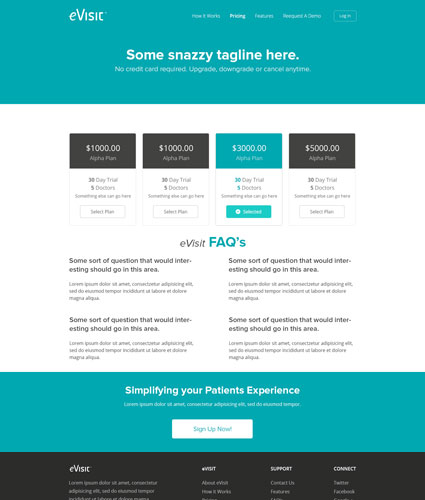 eVisit
How It Works Pricing Features Reequest A Demo Log In
Some snazzy tagline here.
No credit card required. Upgrade, downgrade or cancel anytime.
$1000.00 $1000.00 $3000.00 $5000.00
Alpha Plan Alpha Plan Alpha Plan Alpha Plan
30 Day Trial 30 Day Trial 30 Day Trial 30 Day Trial
5 Doctors 5 Doctors 5 Doctors 5 Doctors
Something else can go here Something else can go here Something else can go here Something else can go here
Select Plan Select Plan Selected Select Plan
eVisit FAQ's
Some sort of question that would inter-
esting should go in this area.
Lorem ipsum dolor sit amet, consectetur
adipisicing elit, sed do eiusmod tempor
incididunt ut labore et dolore
magna aliqua.
Some sort of question that would inter-
esting should go in this area.
Lorem ipsum dolor sit amet, consectetur
adipisicing elit, sed do eiusmod tempor
incididunt ut labore et dolore
magna aliqua.
Some sort of question that would inter-
esting should go in this area.
Lorem ipsum dolor sit amet, consectetur
adipisicing elit, sed do eiusmod tempor
incididunt ut labore et dolore
magna aliqua.
Some sort of question that would inter-
esting should go in this area.
Lorem ipsum dolor sit amet, consectetur
adipisicing elit, sed do eiusmod tempor
incididunt ut labore et dolore
magna aliqua.
Simplifying your Patients Experience
Lorem ipsum dolor sit amet, consectetur adipisicing elit, sed do eiusmod tempor.
Sign Up Now!
eVisit
Lorem ipsum dolor sit amet,
consectetur adipisicing elit, sed do
eiusmod tempor incididunt ut labore
eVISIT
About eVisit
How It Works
SUPPORT
Contact Us
Features
CONNECT
Twitter
Facebook